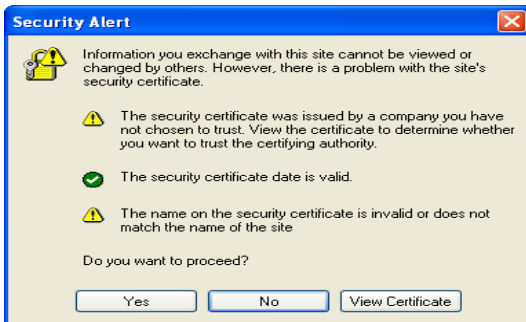 Security Alert
Information you exchange with this site cannot be viewed or
changed by others. However, there is a problem with the site's
security certificate.
The security certificate was issued by a company you have
not chosen to trust. View the certificate to determine whether
you want to trust the certifying authority.
The security certificate date is valid.
The name on the security certificate is invalid or does not
match the name of the site
Do you want to proceed?
Yes
No
View Certificate